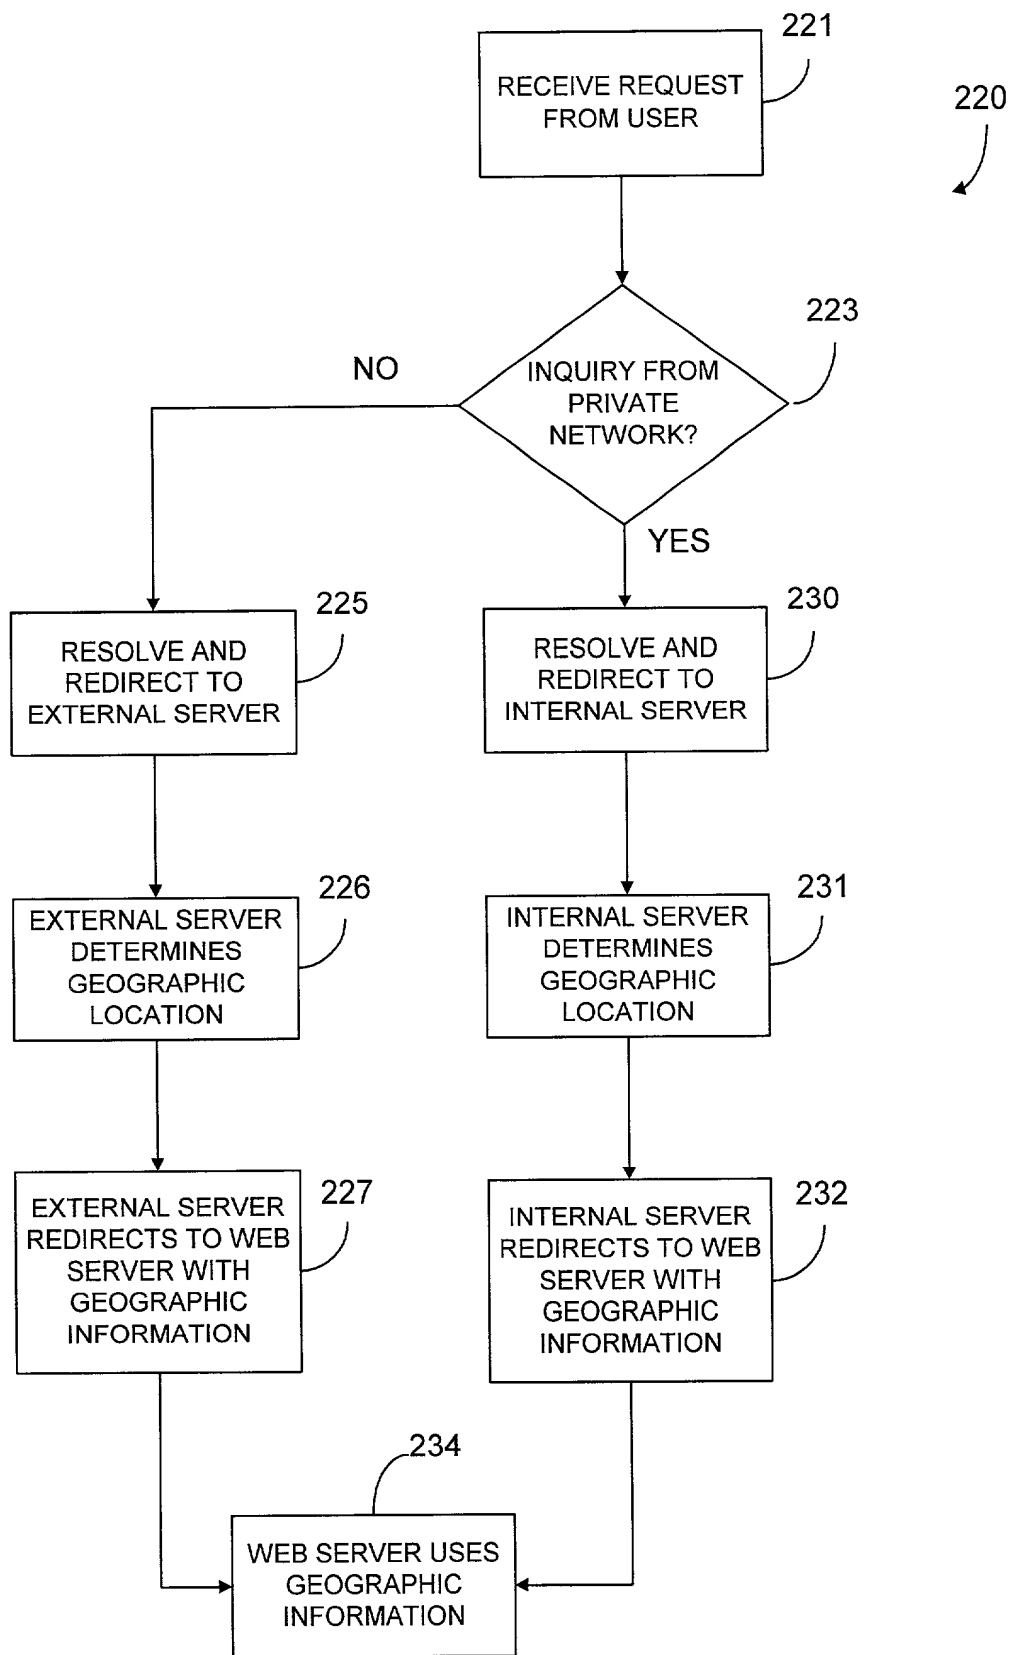 221
RECEIVE REQUEST
FROM USER
220
223
INQUIRY FROM
PRIVATE
NETWORK?
NO
YES
225
RESOLVE AND
REDIRECT TO
EXTERNAL SERVER
230
RESOLVE AND
REDIRECT TO
INTERNAL SERVER
226
EXTERNAL SERVER
DETERMINES
GEOGRAPHIC
LOCATION
231
INTERNAL SERVER
DETERMINES
GEOGRAPHIC
LOCATION
227
EXTERNAL SERVER
REDIRECTS TO WEB
SERVER WITH
GEOGRAPHIC
INFORMATION
232
INTERNAL SERVER
REDIRECTS TO WEB
SERVER WITH
GEOGRAPHIC
INFORMATION
234
WEB SERVER USES
GEOGRAPHIC
INFORMATION